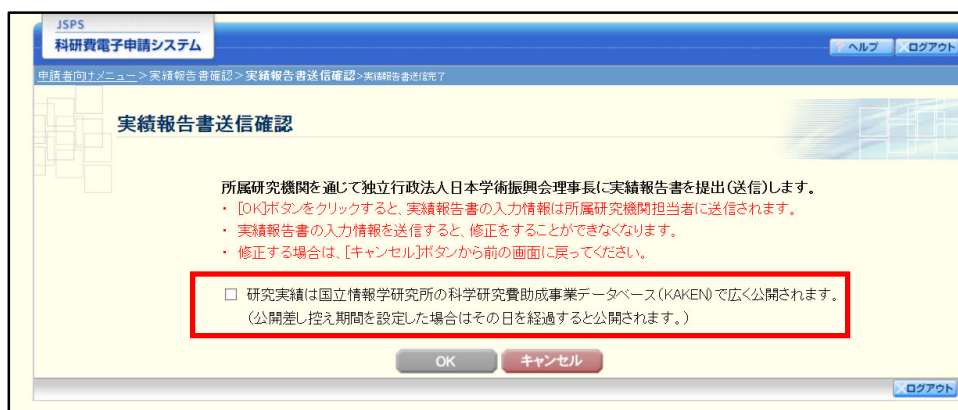 JSPS
科研費電子申請システム
ヘルプ ログアウト
申請者向けメニュー>実績報告書確認>実績報告書送信確認>実績報告書送信完了
実績報告書送信確認
所属研究機関を通じて独立行政法人日本学術振興会理事長に実績報告書を提出(送信)します。
・ [OK]ボタンをクリックすると、実績報告書の入力情報は所属研究機関担当者に送信されます。
・ 実績報告書の入力情報を送信すると、修正をすることができなくなります。
・ 修正する場合は、[キャンセル]ボタンから前の画面に戻ってください。
□ 研究実績は国立情報学研究所の科学研究費助成事業データベース(KAKEN)で広く公開されます。
(公開差し控え期間を設定した場合はその日を経過すると公開されます。)
OK キャンセル
ログアウト